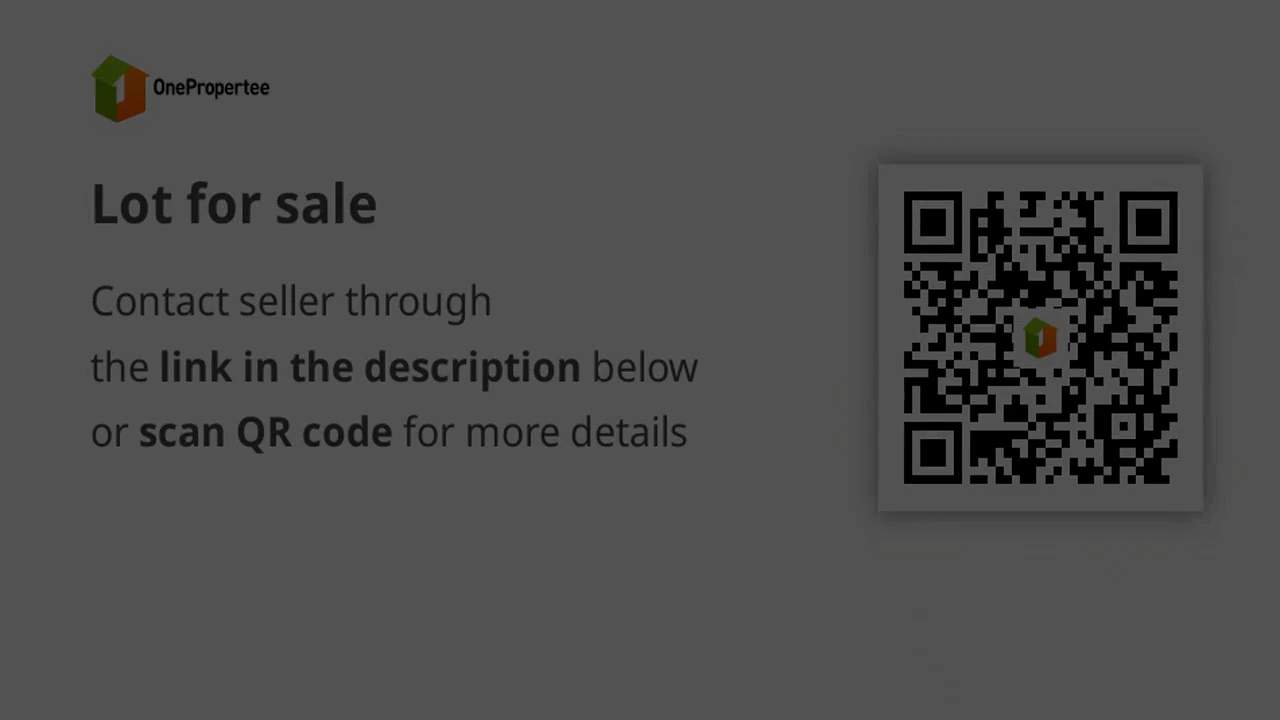 OnePropertee
Lot for sale
Contact seller through
the link in the description below
or scan QR code for more details